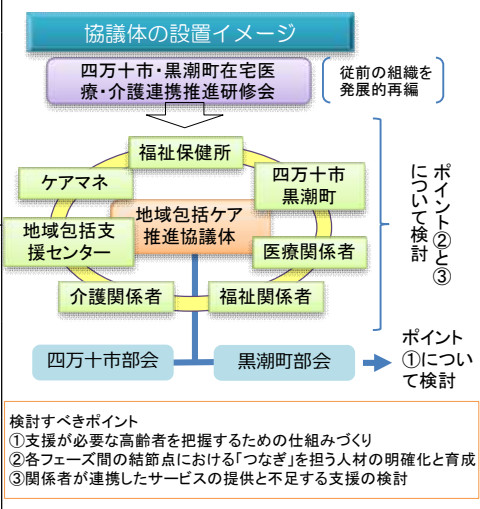 協議体の設置イメージ
四万十市・黒潮町在宅医
療・介護連携推進研修会
従前の組織を
発展的再編
福祉保健所
ケアマネ
四万十市
黒潮町
地域包括ケア
推進協議体
地域包括支
援センター
医療関係者
介護関係者
福祉関係者
ポイント②と③
について検討
四万十市部会
黒潮町部会
ポイント
①につい
て検討
検討すべきポイント
①支援が必要な高齢者を把握するための仕組みづくり
②各フェーズ間の結節点における「つなぎ」を担う人材の明確化と育成
③関係者が連携したサービスの提供と不足する支援の検討